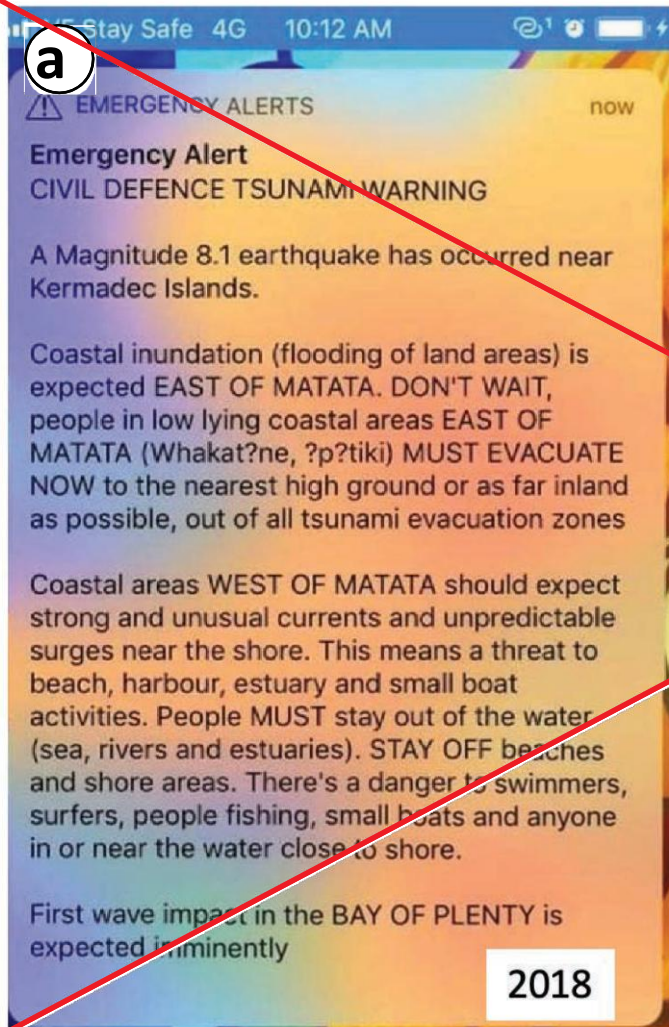 Stay Safe 4G 10:12 AM
a
EMERGENCY ALERTS now
Emergency Alert
CIVIL DEFENCE TSUNAMI WARNING
A Magnitude 8.1 earthquake has occurred near
Kermadec Islands.
Coastal inundation (flooding of land areas) is
expected EAST OF MATATA. DON'T WAIT,
people in low lying coastal areas EAST OF
MATATA (Whakat?ne, ?p?tiki) MUST EVACUATE
NOW to the nearest high ground or as far inland
as possible, out of all tsunami evacuation zones
Coastal areas WEST OF MATATA should expect
strong and unusual currents and unpredictable
surges near the shore. This means a threat to
beach, harbour, estuary and small boat
activities. People MUST stay out of the water
(sea, rivers and estuaries). STAY OFF beaches
and shore areas. There's a danger to swimmers,
surfers, people fishing, small boats and anyone
in or near the water close to shore.
First wave impact in the BAY OF PLENTY is
expected imminently
2018